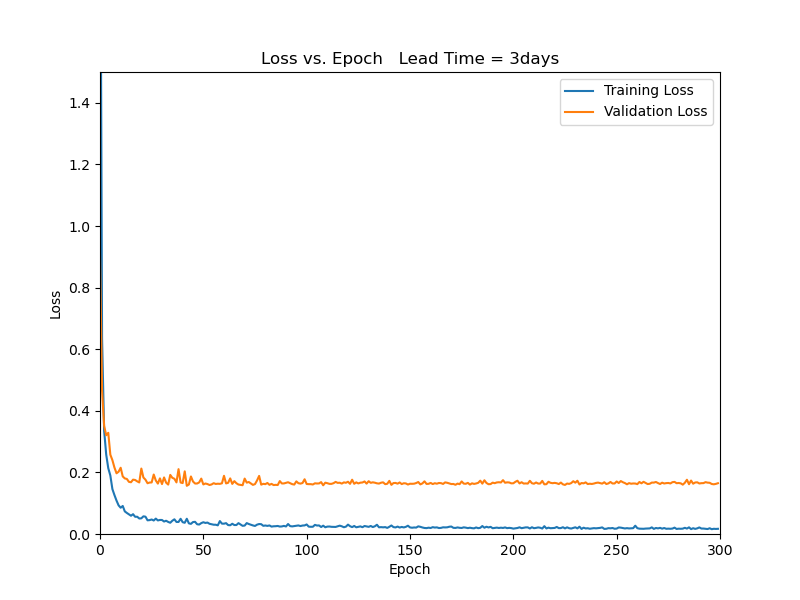 Loss vs. Epoch   Lead Time = 3days
Training Loss
Validation Loss
1.4
1.2
1.0
0.8
0.6
0.4
0.2
0.0
Loss
0 50 100 150 200 250 300
Epoch